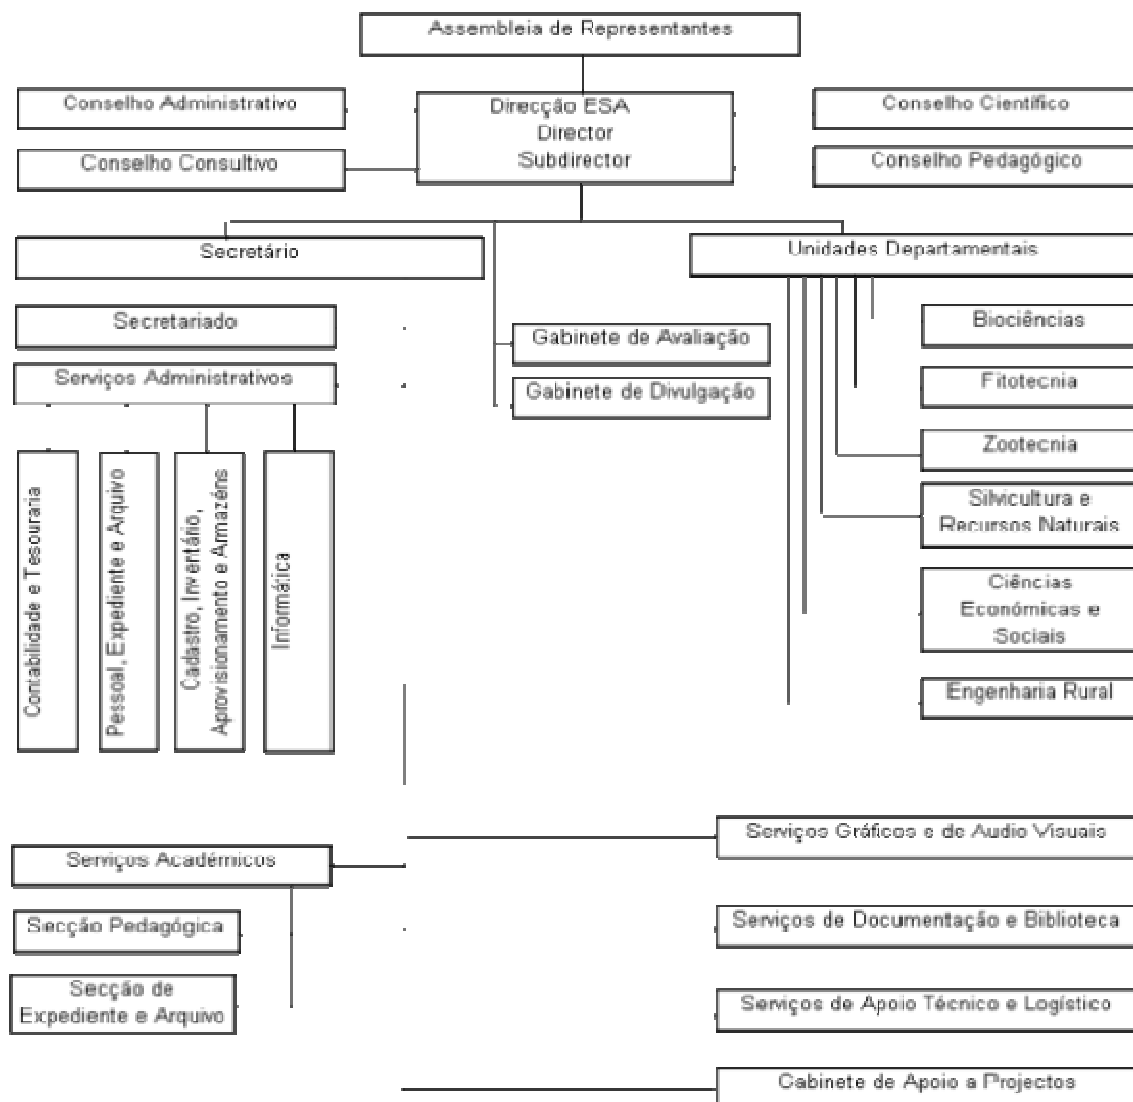 Assembleia de Representantes
Conselho Administrativo
Direcção ESA
Director
Subdirector
Conselho Científico
Conselho Consultivo
Conselho Pedagógico
Secretário
Unidades Departamentais
Secretariado
Gabinete de Avaliação
Biociências
Serviços Administrativos
Gabinete de Divulgação
Fitotecnia
Zootecnia
Silvicultura e
Recursos Naturais
Ciências
Económicas e
Sociais
Engenharia Rural
Contabilidade e Tesouraria
Pessoal, Expediente e Arquivo
Cadastro, Inventário,
Aprovisionamento e Armazéns
Informática
Serviços Gráficos e de Audio Visuais
Serviços Académicos
Secção Pedagógica
Serviços de Documentação e Biblioteca
Secção de
Expediente e Arquivo
Serviços de Apoio Técnico e Logístico
Gabinete de Apoio a Projectos